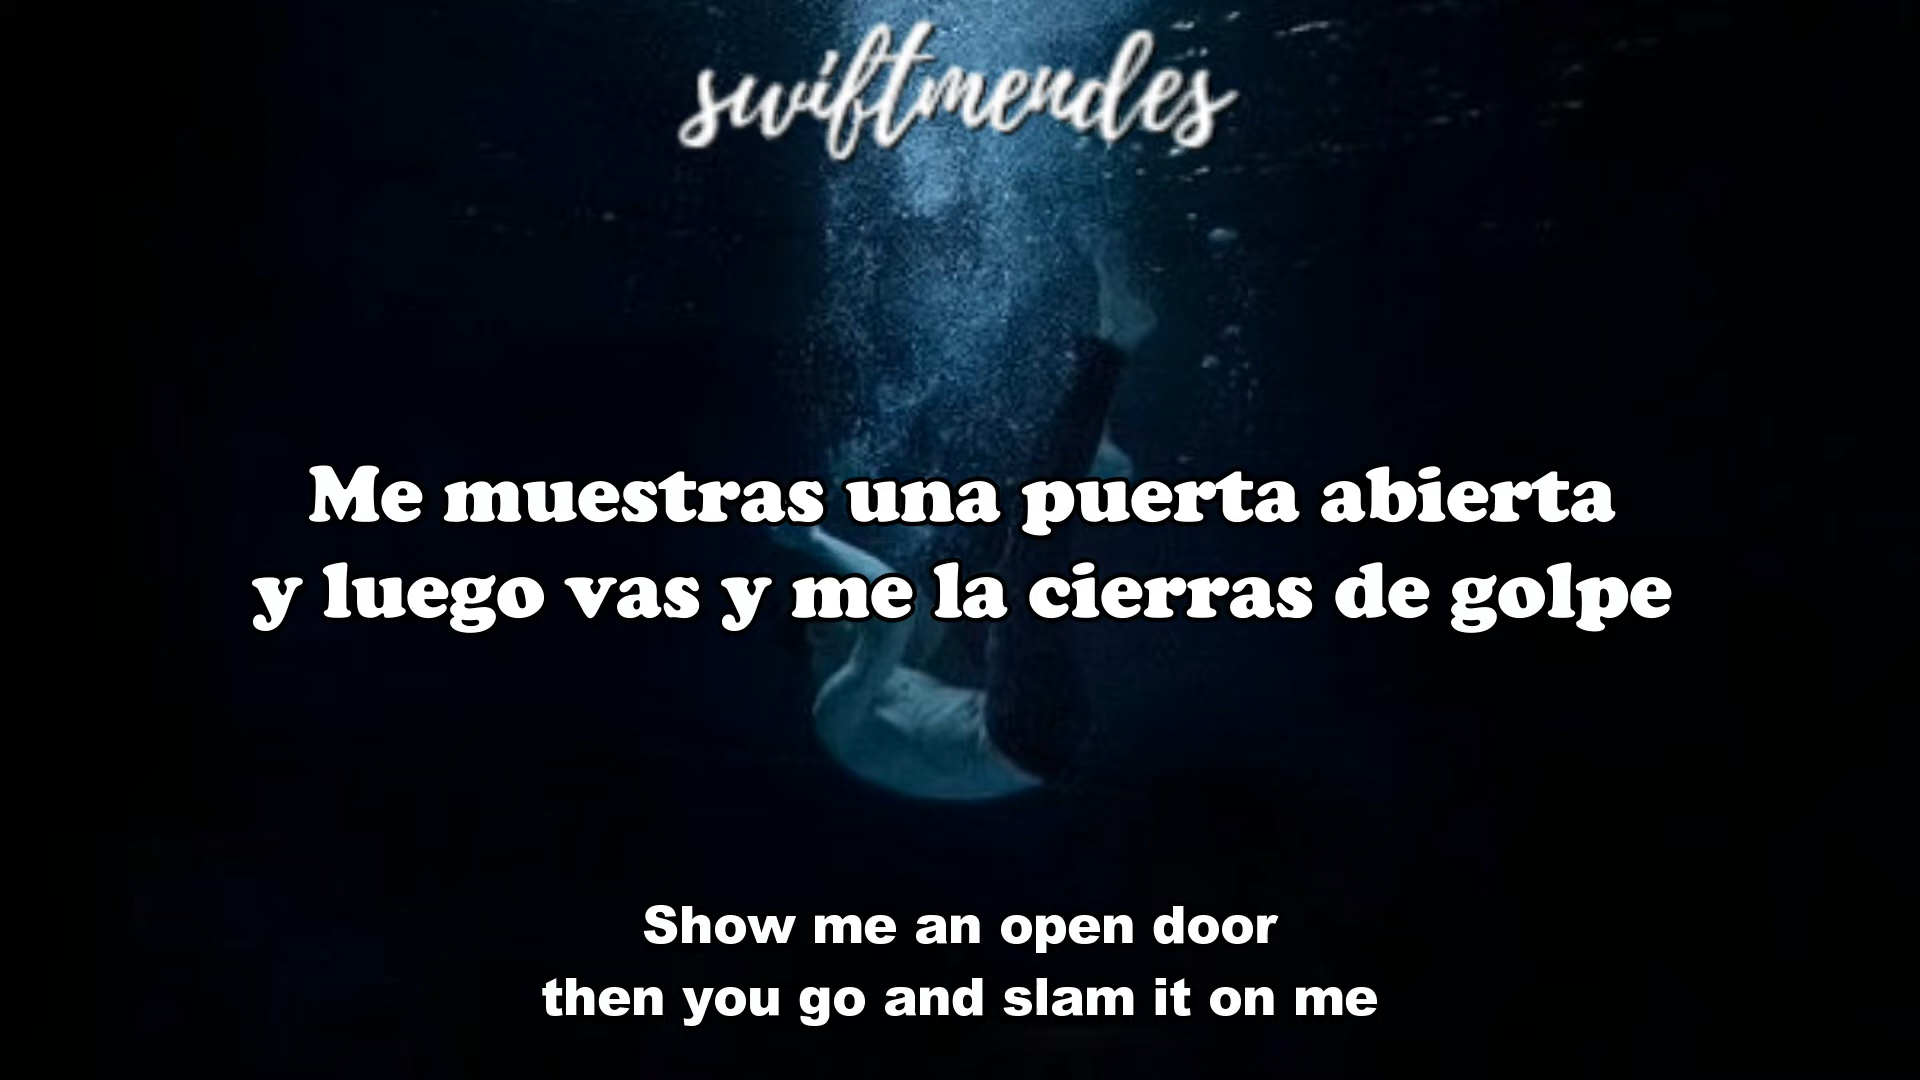 swiftmendes
Me muestras una puerta abierta
y luego vas y me la cierras de golpe
Show me an open door
then you go and slam it on me